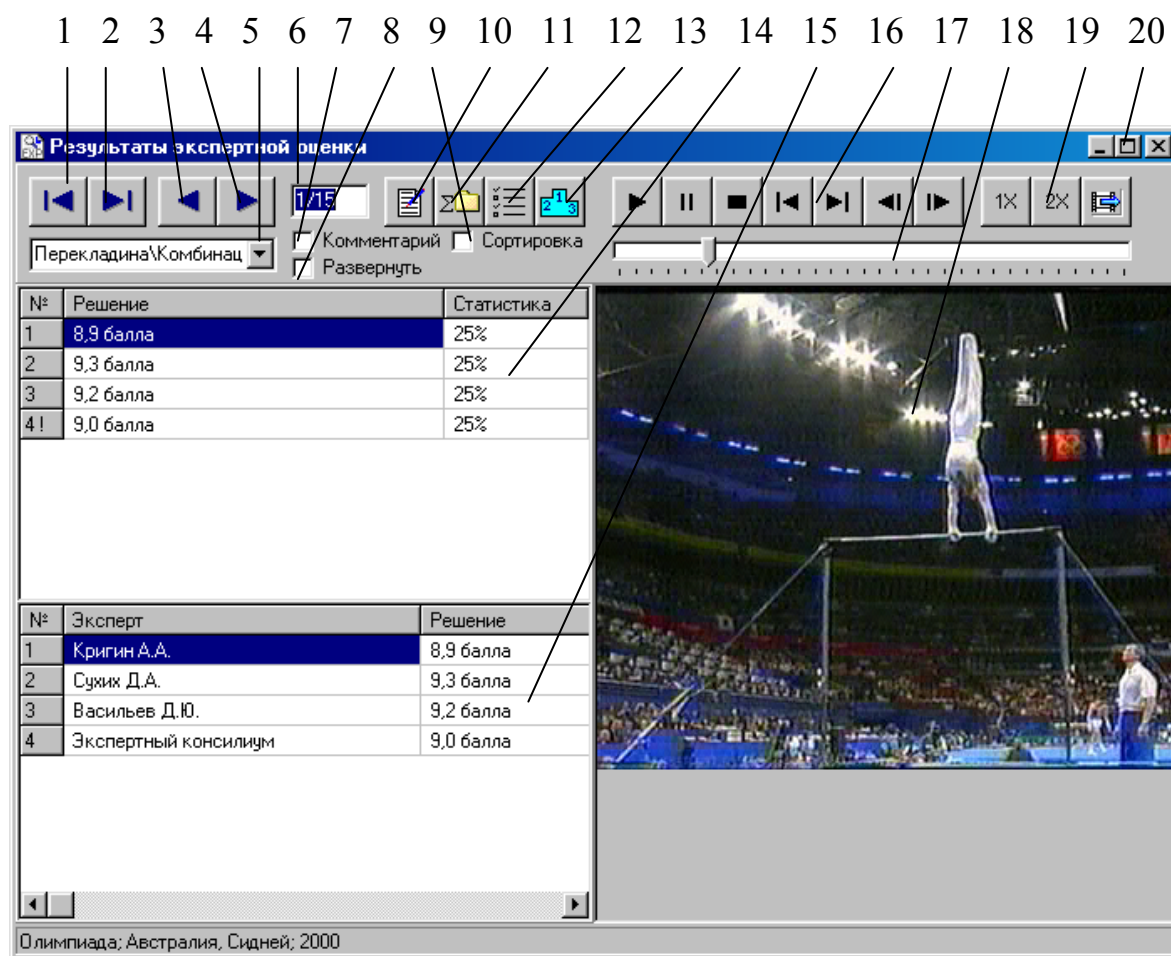 1 2 3 4 5 6 7 8 9 10 11 12 13 14 15 16 17 18 19 20
Результаты экспертной оценки
1/15
1X 2X
Перекладина\Комбинац
Комментарий Сортировка
Развернуть
№ Решение Статистика
1 8,9 балла 25%
2 9,3 балла 25%
3 9,2 балла 25%
4! 9,0 балла 25%
№ Эксперт Решение
1 Кригин А.А. 8,9 балла
2 Сухих Д.А. 9,3 балла
3 Васильев Д.Ю. 9,2 балла
4 Экспертный консилиум 9,0 балла
Олимпиада; Австралия, Сидней; 2000